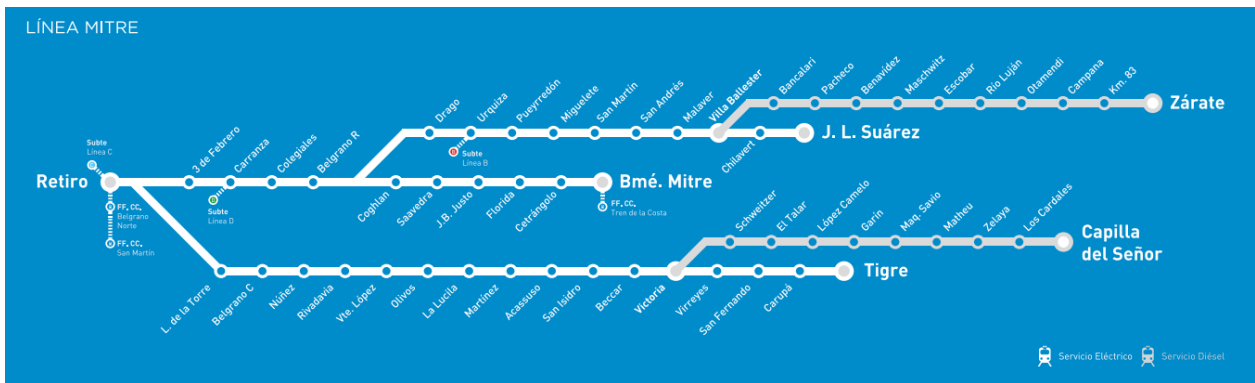 LÍNEA MITRE
Bancalari
Pacheco
Benavídez
Maschwitz
Escobar
Río Luján
Otamendi
Campana
Km. 83
Zárate
Drago
Urquiza
Pueyrredón
Miguelete
San Martín
San Andrés
Malaver
Villa Ballester
Chilavert
J. L. Suárez
Subte
Línea B
Subte
Línea C
Retiro
3 de Febrero
Carranza
Colegiales
Belgrano R
Subte
Línea D
FF. CC.
Belgrano
Norte
FF. CC.
San Martín
Coghlan
Saavedra
J.B. Justo
Florida
Cetrángolo
Bmé. Mitre
FF. CC.
Tren de la Costa
Schweitzer
El Talar
López Camelo
Garín
Maq. Savio
Matheu
Zelaya
Los Cardales
Capilla
del Señor
L. de la Torre
Belgrano C
Núñez
Rivadavia
Vte. López
Olivos
La Lucila
Martínez
Acassuso
San Isidro
Beccar
Victoria
Virreyes
San Fernando
Carupá
Tigre
Servicio Eléctrico
Servicio Diésel